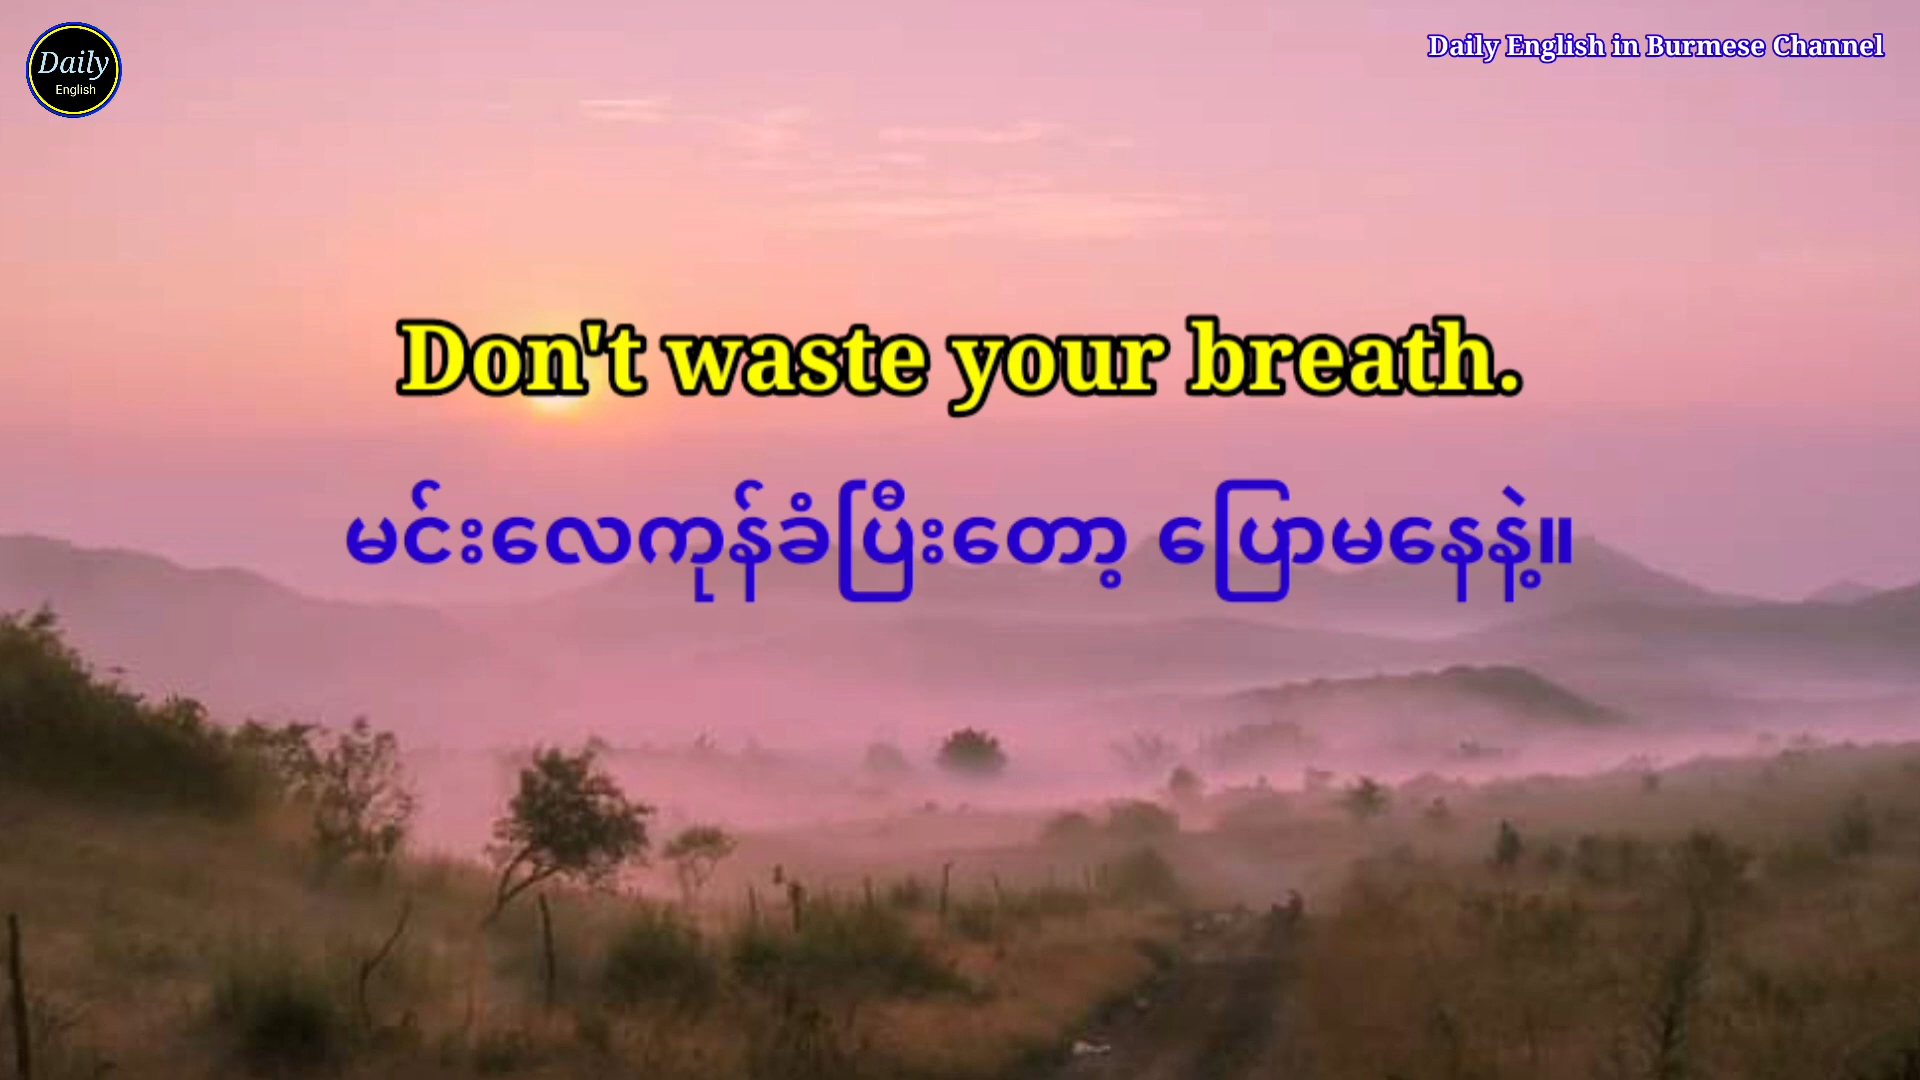 Daily
English
Daily English in Burmese Channel
Don't waste your breath.
မင်းလေကုန်ခံပြီးတော့ ပြောမနေနဲ့။